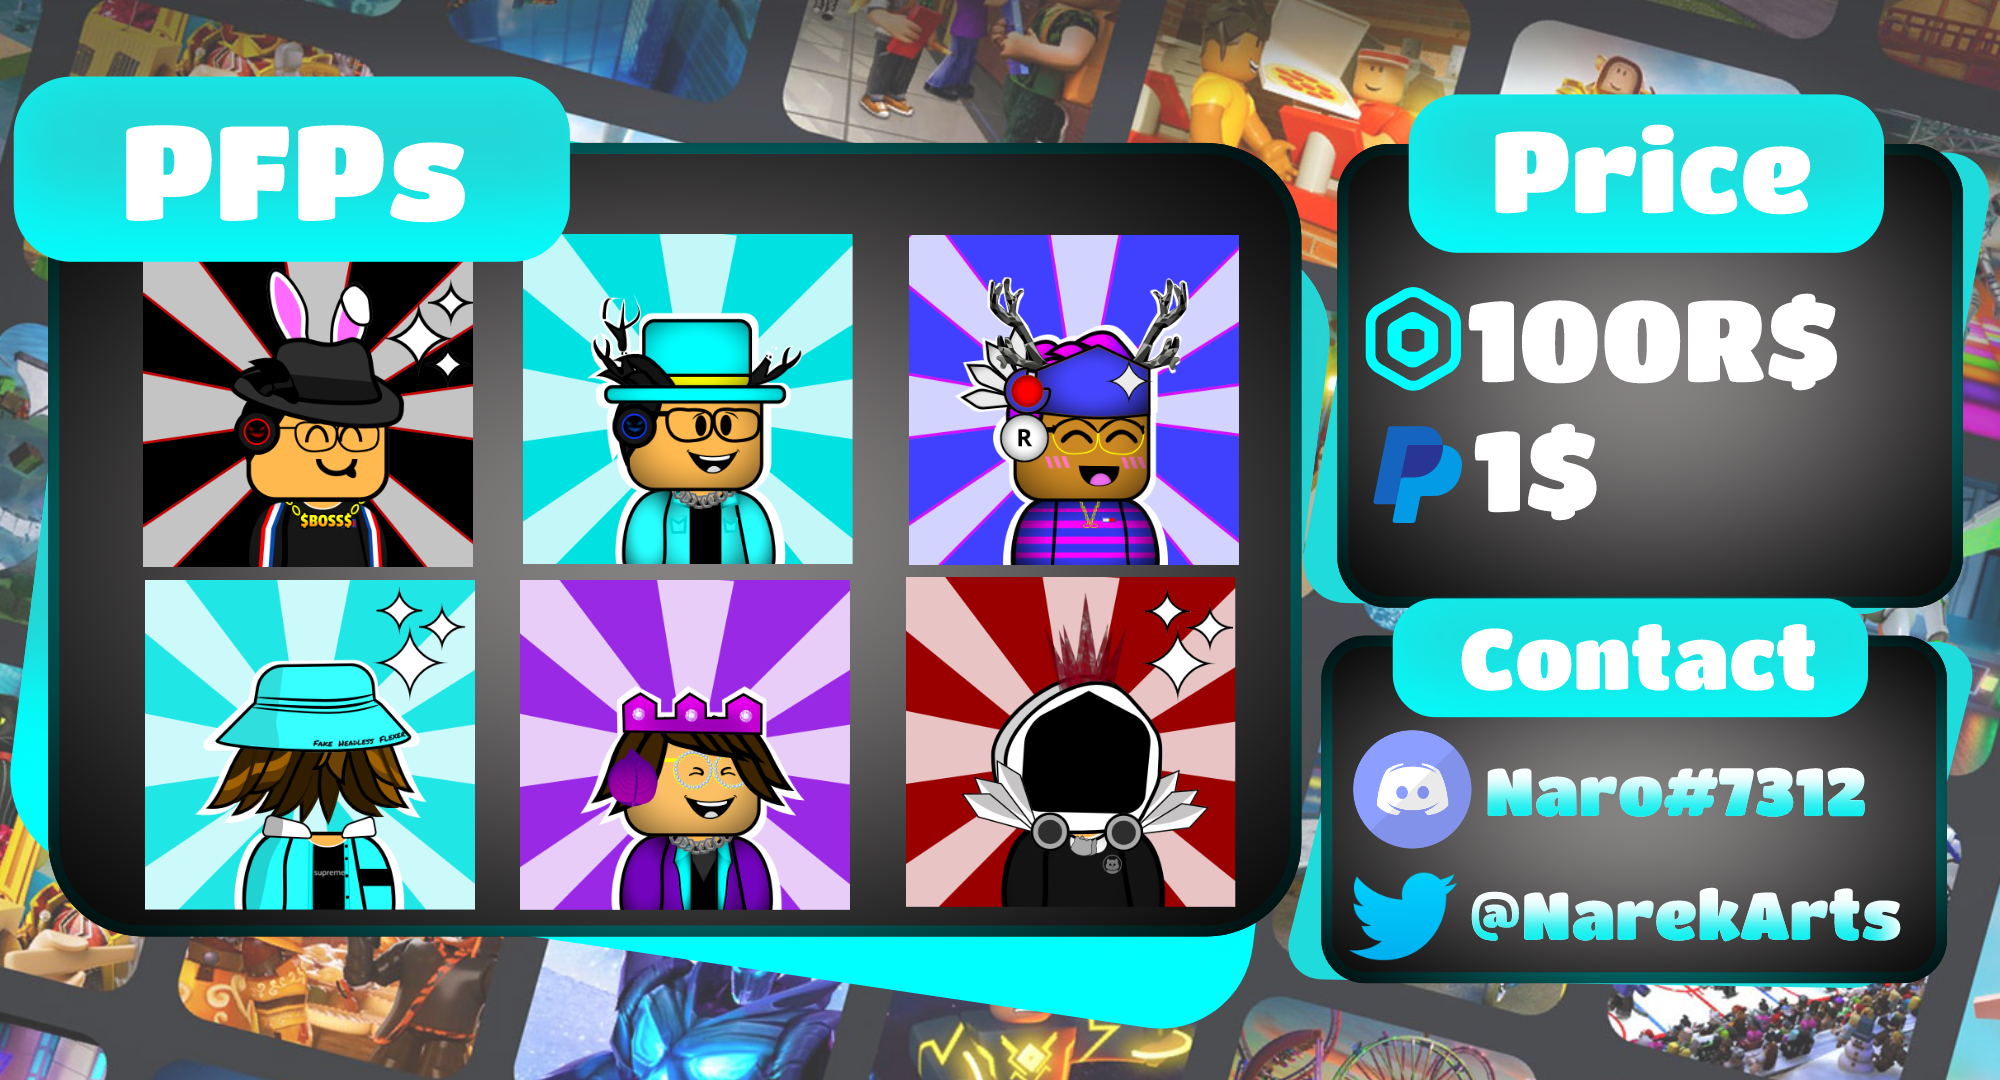 PFPs
$BOSS$
R
FAKE HEADLESS FLEXER
supreme
Price
100R$
1$
Contact
Naro#7312
@NarekArts